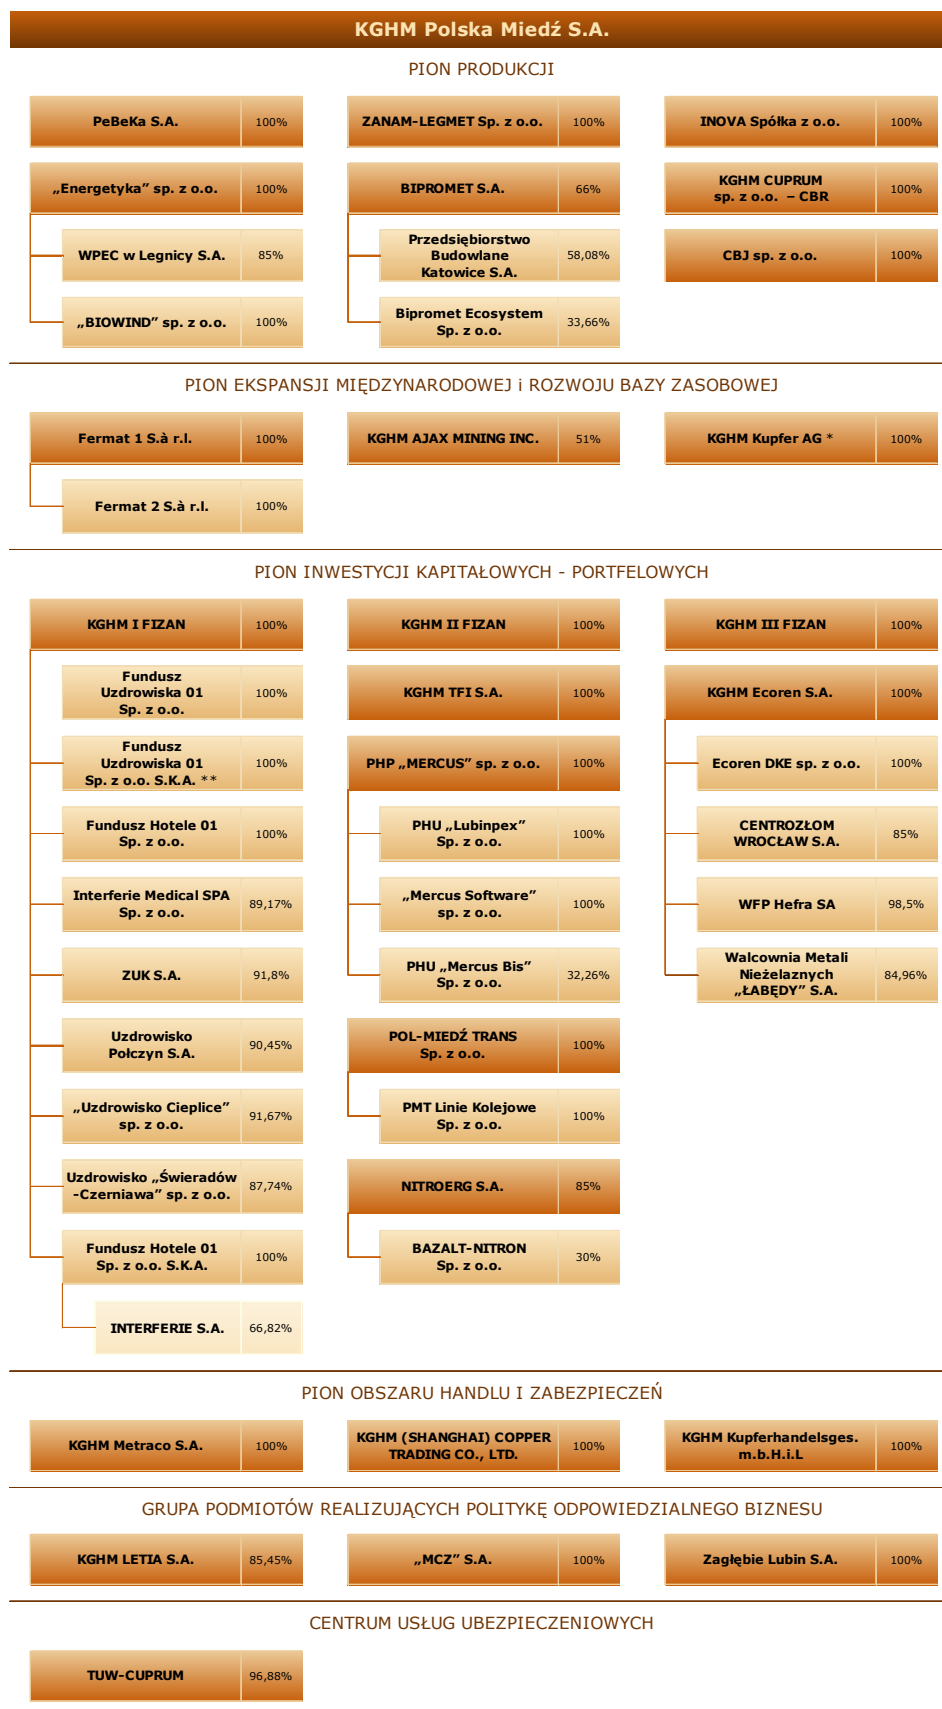 KGHM Polska Miedź S.A.
PION PRODUKCJI
PeBeKa S.A. 100%
ZANAM-LEGMET Sp. z o.o. 100%
INOVA Spółka z o.o. 100%
„Energetyka” sp. z o.o. 100%
BIPROMET S.A. 66%
KGHM CUPRUM
sp. z o.o. – CBR 100%
WPEC w Legnicy S.A. 85%
Przedsiębiorstwo
Budowlane
Katowice S.A. 58,08%
CBJ sp. z o.o. 100%
„BIOWIND” sp. z o.o. 100%
Bipromet Ecosystem
Sp. z o.o. 33,66%
PION EKSPANSJI MIĘDZYNARODOWEJ i ROZWOJU BAZY ZASOBOWEJ
Fermat 1 S.à r.l. 100%
KGHM AJAX MINING INC. 51%
KGHM Kupfer AG * 100%
Fermat 2 S.à r.l. 100%
PION INWESTYCJI KAPITAŁOWYCH - PORTFELOWYCH
KGHM I FIZAN 100%
KGHM II FIZAN 100%
KGHM III FIZAN 100%
Fundusz
Uzdrowiska 01
Sp. z o.o. 100%
KGHM TFI S.A. 100%
KGHM Ecoren S.A. 100%
Fundusz
Uzdrowiska 01
Sp. z o.o. S.K.A. ** 100%
PHP „MERCUS” sp. z o.o. 100%
Ecoren DKE sp. z o.o. 100%
Fundusz Hotele 01
Sp. z o.o. 100%
PHU „Lubinpex”
Sp. z o.o. 100%
CENTROZŁOM
WROCŁAW S.A. 85%
Interferie Medical SPA
Sp. z o.o. 89,17%
„Mercus Software”
sp. z o.o. 100%
WFP Hefra SA 98,5%
ZUK S.A. 91,8%
PHU „Mercus Bis”
Sp. z o.o. 32,26%
Walcownia Metali
Nieżelaznych
„ŁABĘDY” S.A. 84,96%
Uzdrowisko
Połczyn S.A. 90,45%
POL-MIEDŹ TRANS
Sp. z o.o. 100%
„Uzdrowisko Cieplice”
sp. z o.o. 91,67%
PMT Linie Kolejowe
Sp. z o.o. 100%
Uzdrowisko „Świeradów
-Czerniawa” sp. z o.o. 87,74%
NITROERG S.A. 85%
Fundusz Hotele 01
Sp. z o.o. S.K.A. 100%
BAZALT-NITRON
Sp. z o.o. 30%
INTERFERIE S.A. 66,82%
PION OBSZARU HANDLU I ZABEZPIECZEŃ
KGHM Metraco S.A. 100%
KGHM (SHANGHAI) COPPER
TRADING CO., LTD. 100%
KGHM Kupferhandelsges.
m.b.H.i.L 100%
GRUPA PODMIOTÓW REALIZUJĄCYCH POLITYKĘ ODPOWIEDZIALNEGO BIZNESU
KGHM LETIA S.A. 85,45%
„MCZ” S.A. 100%
Zagłębie Lubin S.A. 100%
CENTRUM USŁUG UBEZPIECZENIOWYCH
TUW-CUPRUM 96,88%